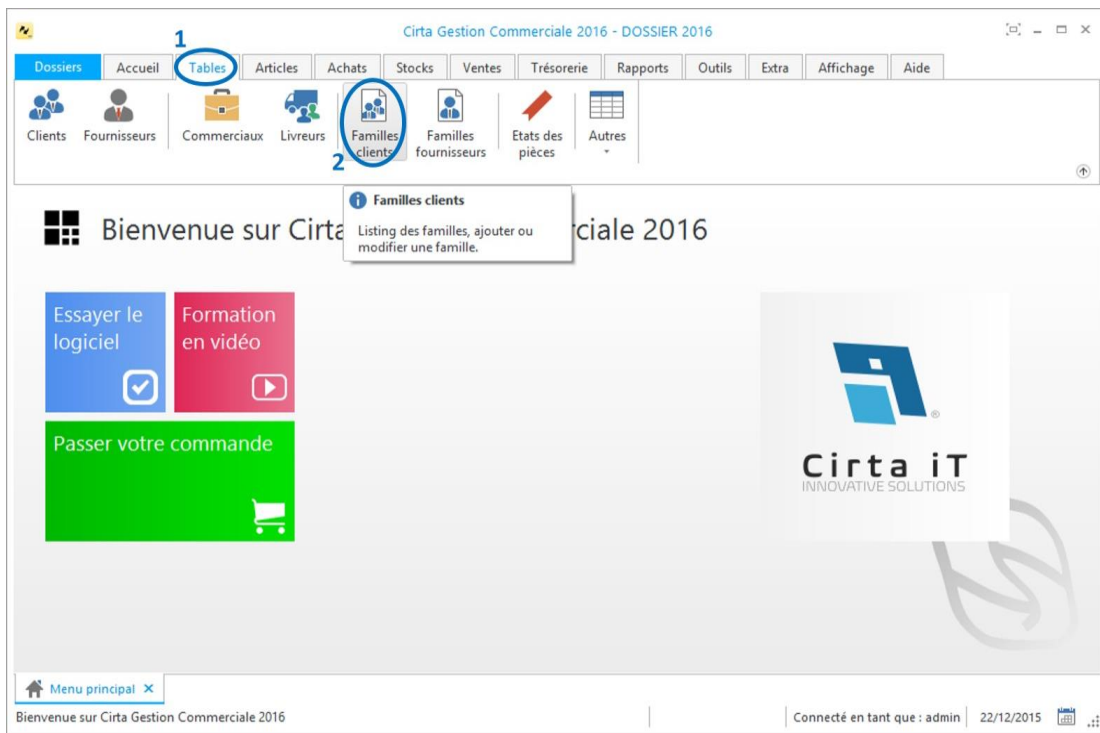 Cirta Gestion Commerciale 2016 - DOSSIER 2016
1
Dossiers Accueil Tables Articles Achats Stocks Ventes Trésorerie Rapports Outils Extra Affichage Aide
Clients Fournisseurs Commerciaux Livreurs Familles clients Familles fournisseurs Etats des pièces Autres
2
Familles clients
Listing des familles, ajouter ou
modifier une famille.
Bienvenue sur Cirta ciale 2016
Essayer le
logiciel
Formation
en vidéo
Passer votre commande
Cirta iT
INNOVATIVE SOLUTIONS
Menu principal
Bienvenue sur Cirta Gestion Commerciale 2016 Connecté en tant que : admin 22/12/2015